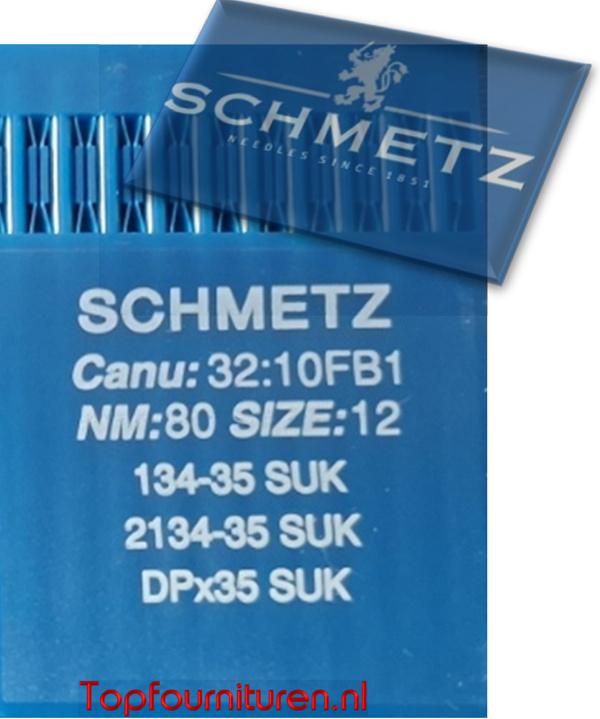 SCHMETZ
NEEDLES SINCE 1851
SCHMETZ
Canu: 32:10FB1
NM:80 SIZE:12
134-35 SUK
2134-35 SUK
DPx35 SUK
Topfournituren.nl